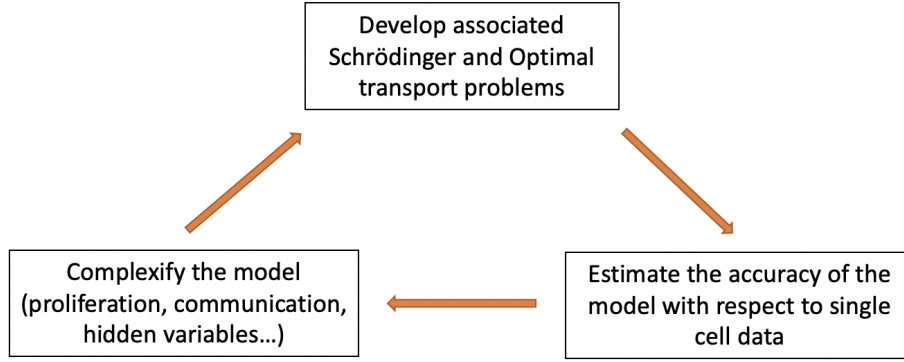 Develop associated
Schrödinger and Optimal
transport problems
Complexify the model
(proliferation, communication,
hidden variables…)
Estimate the accuracy of the
model with respect to single
cell data